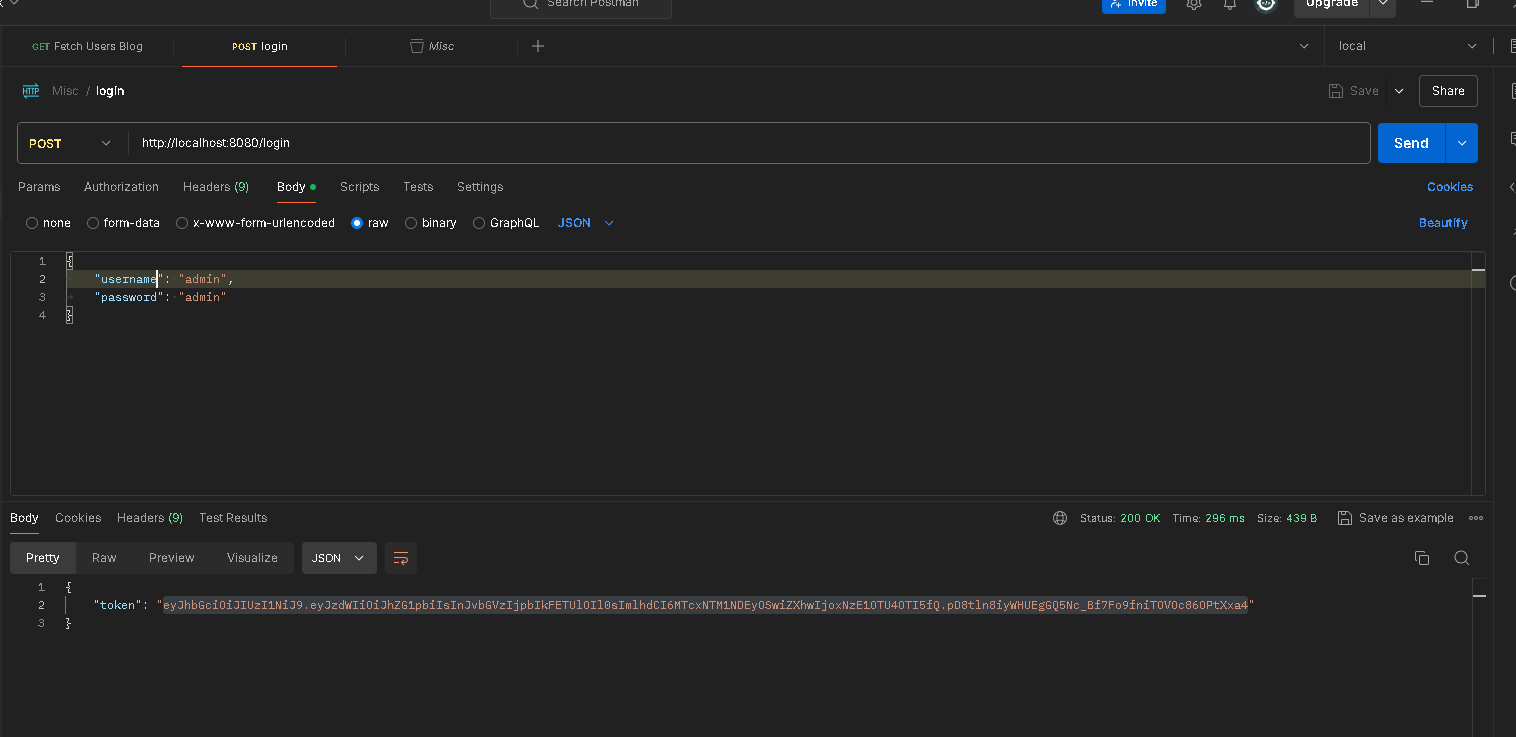 Search Postman Invite Upgrade
GET Fetch Users Blog POST login Misc local
HTTP Misc / login Save Share
POST http://localhost:8080/login Send
Params Authorization Headers (9) Body Scripts Tests Settings Cookies
none form-data x-www-form-urlencoded raw binary GraphQL JSON Beautify
1 {
2 "username": "admin",
3 "password": "admin"
4 }
Body Cookies Headers (9) Test Results Status: 200 OK Time: 296 ms Size: 439 B Save as example
Pretty Raw Preview Visualize JSON
1 {
2 "token": "eyJhbGciOiJIUzI1NiJ9.eyJzdWIiOiJhZG1pbiIsInJvbGVzIjpbIkFETUlOIl0sImlhdCI6MTcxNTM1NDEyOSwiZXhwIjoxNzE1OTU4OTI5fQ.pD8tln8iyWHUEgGQ5Nc_Bf7Fo9fniTOVOc86OPtXxa4"
3 }